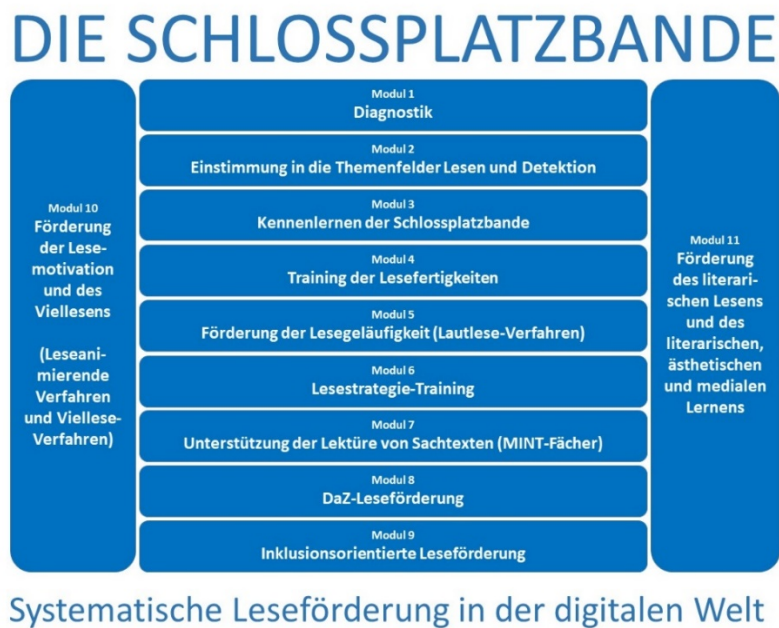 DIE SCHLOSSPLATZBANDE
Modul 10
Förderung
der Lese-
motivation
und des
Viellesens
(Leseani-
mierende
Verfahren
und Viellese-
Verfahren)
Modul 1
Diagnostik
Modul 2
Einstimmung in die Themenfelder Lesen und Detektion
Modul 3
Kennenlernen der Schlossplatzbande
Modul 4
Training der Lesefertigkeiten
Modul 5
Förderung der Lesegeläufigkeit (Lautlese-Verfahren)
Modul 6
Lesestrategie-Training
Modul 7
Unterstützung der Lektüre von Sachtexten (MINT-Fächer)
Modul 8
DaZ-Leseförderung
Modul 9
Inklusionsorientierte Leseförderung
Modul 11
Förderung
des literari-
schen Lesens
und des
literarischen,
ästhetischen
und medialen
Lernens
Systematische Leseförderung in der digitalen Welt